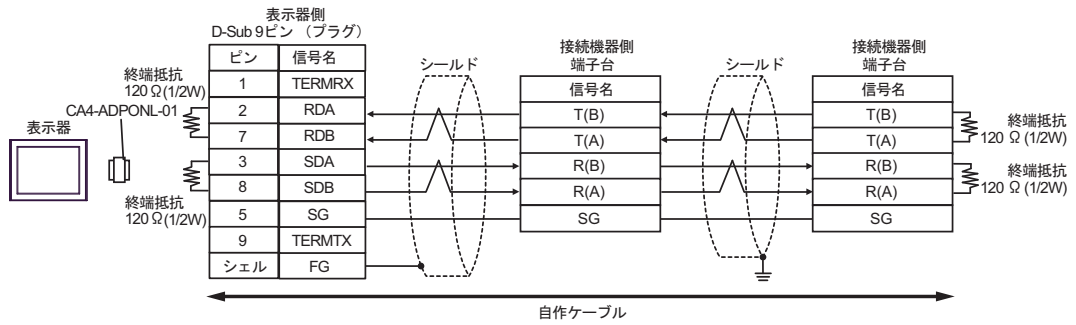 表示器側
D-Sub 9ピン （プラグ）
ピン 信号名
1 TERMRX
2 RDA
7 RDB
3 SDA
8 SDB
5 SG
9 TERMTX
シェル FG
終端抵抗
120 Ω(1/2W)
CA4-ADPONL-01
表示器
終端抵抗
120 Ω(1/2W)
シールド
接続機器側
端子台
信号名
T(B)
T(A)
R(B)
R(A)
SG
シールド
接続機器側
端子台
信号名
T(B)
T(A)
R(B)
R(A)
SG
終端抵抗
120 Ω (1/2W)
終端抵抗
120 Ω (1/2W)
自作ケーブル